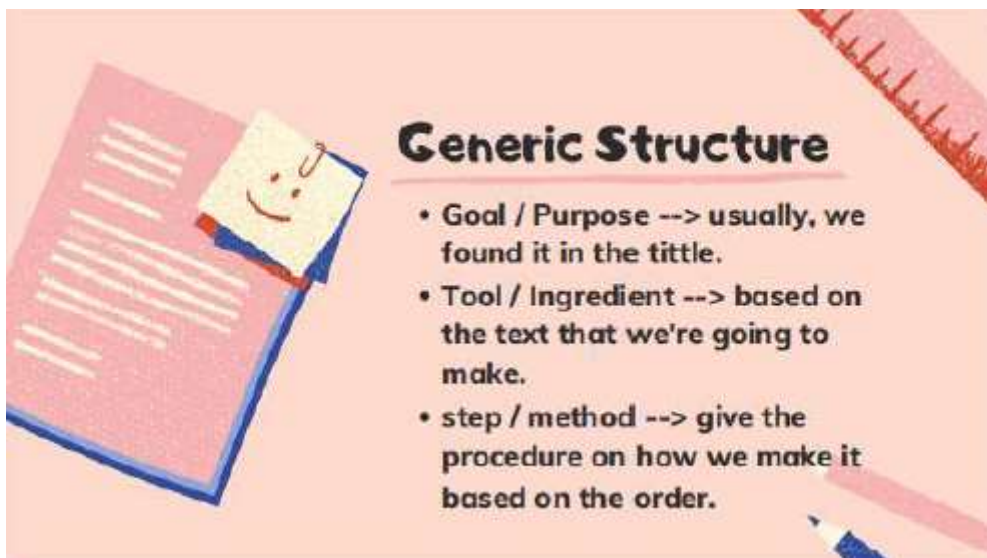 Generic Structure
• Goal / Purpose --> usually, we
found it in the tittle.
• Tool / Ingredient --> based on
the text that we're going to
make.
• step / method --> give the
procedure on how we make it
based on the order.